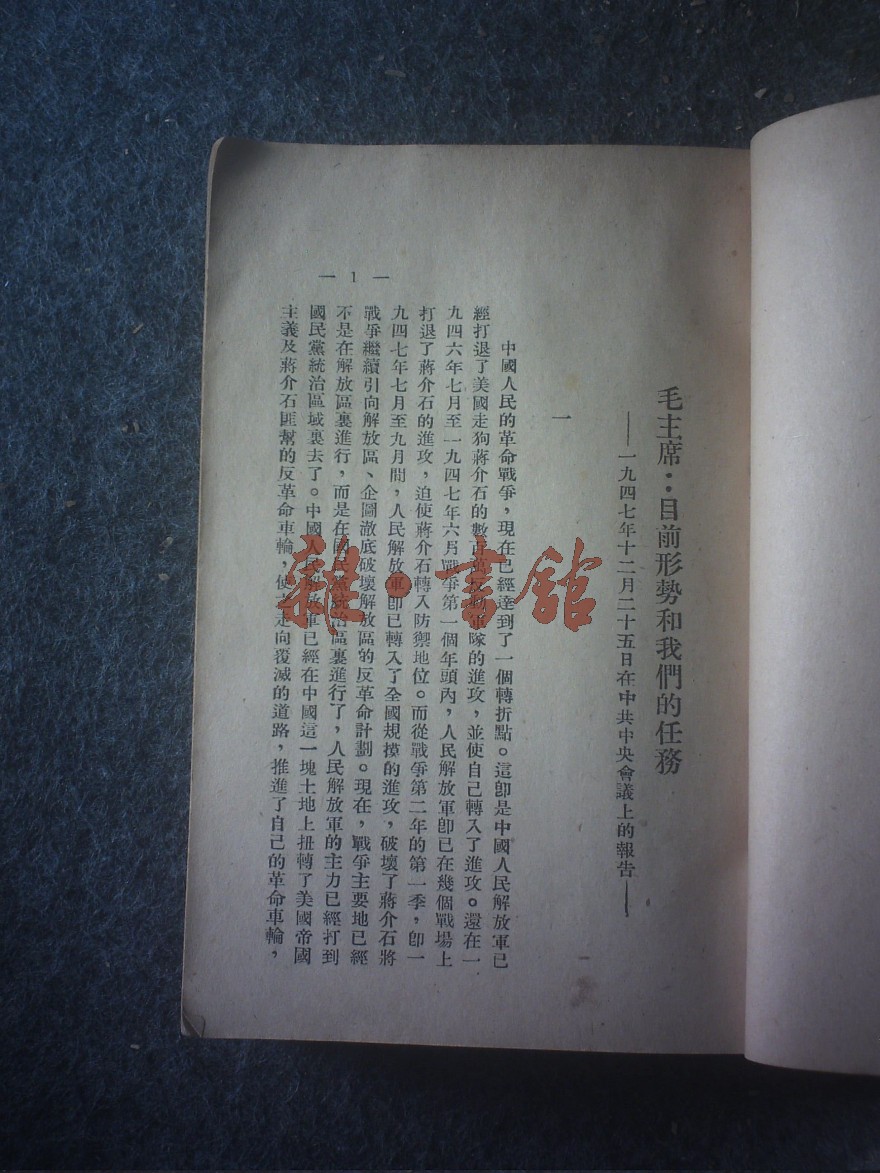 毛主席：目前形勢和我們的任務
——一九四七年十二月二十五日在中共中央會議上的報告——
一
中國人民的革命戰爭，現在已經達到了一個轉折點。這卽是中國人民解放軍已
經打退了美國走狗蔣介石的數百萬反動軍隊的進攻，並使自己轉入了進攻。還在一
九四六年七月至一九四七年六月戰爭第一個年頭內，人民解放軍卽已在幾個戰場上
打退了蔣介石的進攻，迫使蔣介石轉入防禦地位。而從戰爭第二年的第一季，卽一
九四七年七月至九月間，人民解放軍卽已轉入了全國規模的進攻，破壞了蔣介石將
戰爭繼續引向解放區、企圖澈底破壞解放區的反革命計劃。現在，戰爭主要地已經
不是在解放區裏進行，而是在國民黨統治區裏進行了，人民解放軍的主力已經打到
國民黨統治區域裏去了。中國人民解放軍已經在中國這一塊土地上扭轉了美國帝國
主義及蔣介石匪幫的反革命車輪，使之走向覆滅的道路，推進了自己的革命車輪，
— 1 —
雜·書館